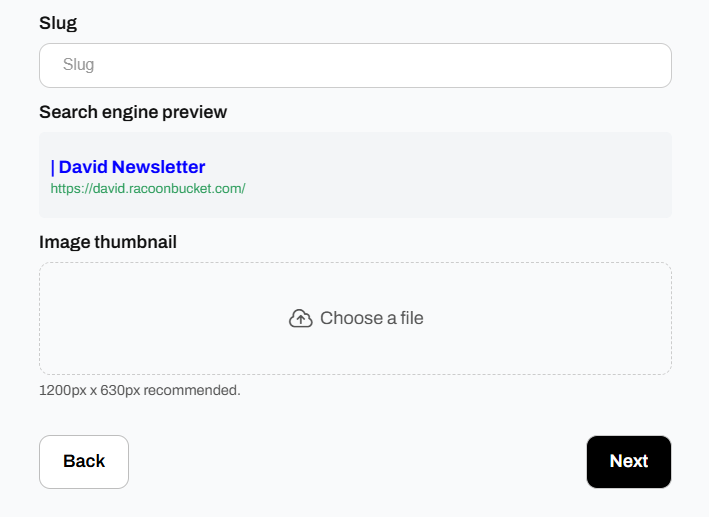 Slug
Slug
Search engine preview
| David Newsletter
https://david.racoonbucket.com/
Image thumbnail
Choose a file
1200px x 630px recommended.
Back
Next